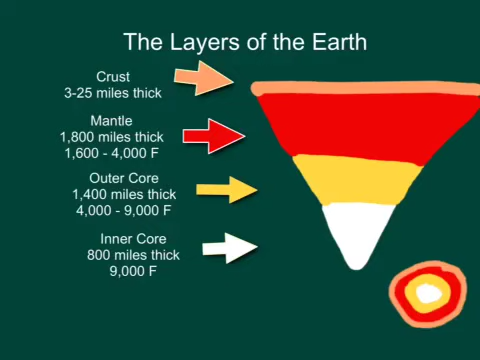 The Layers of the Earth
Crust
3-25 miles thick
Mantle
1,800 miles thick
1,600 - 4,000 F
Outer Core
1,400 miles thick
4,000 - 9,000 F
Inner Core
800 miles thick
9,000 F